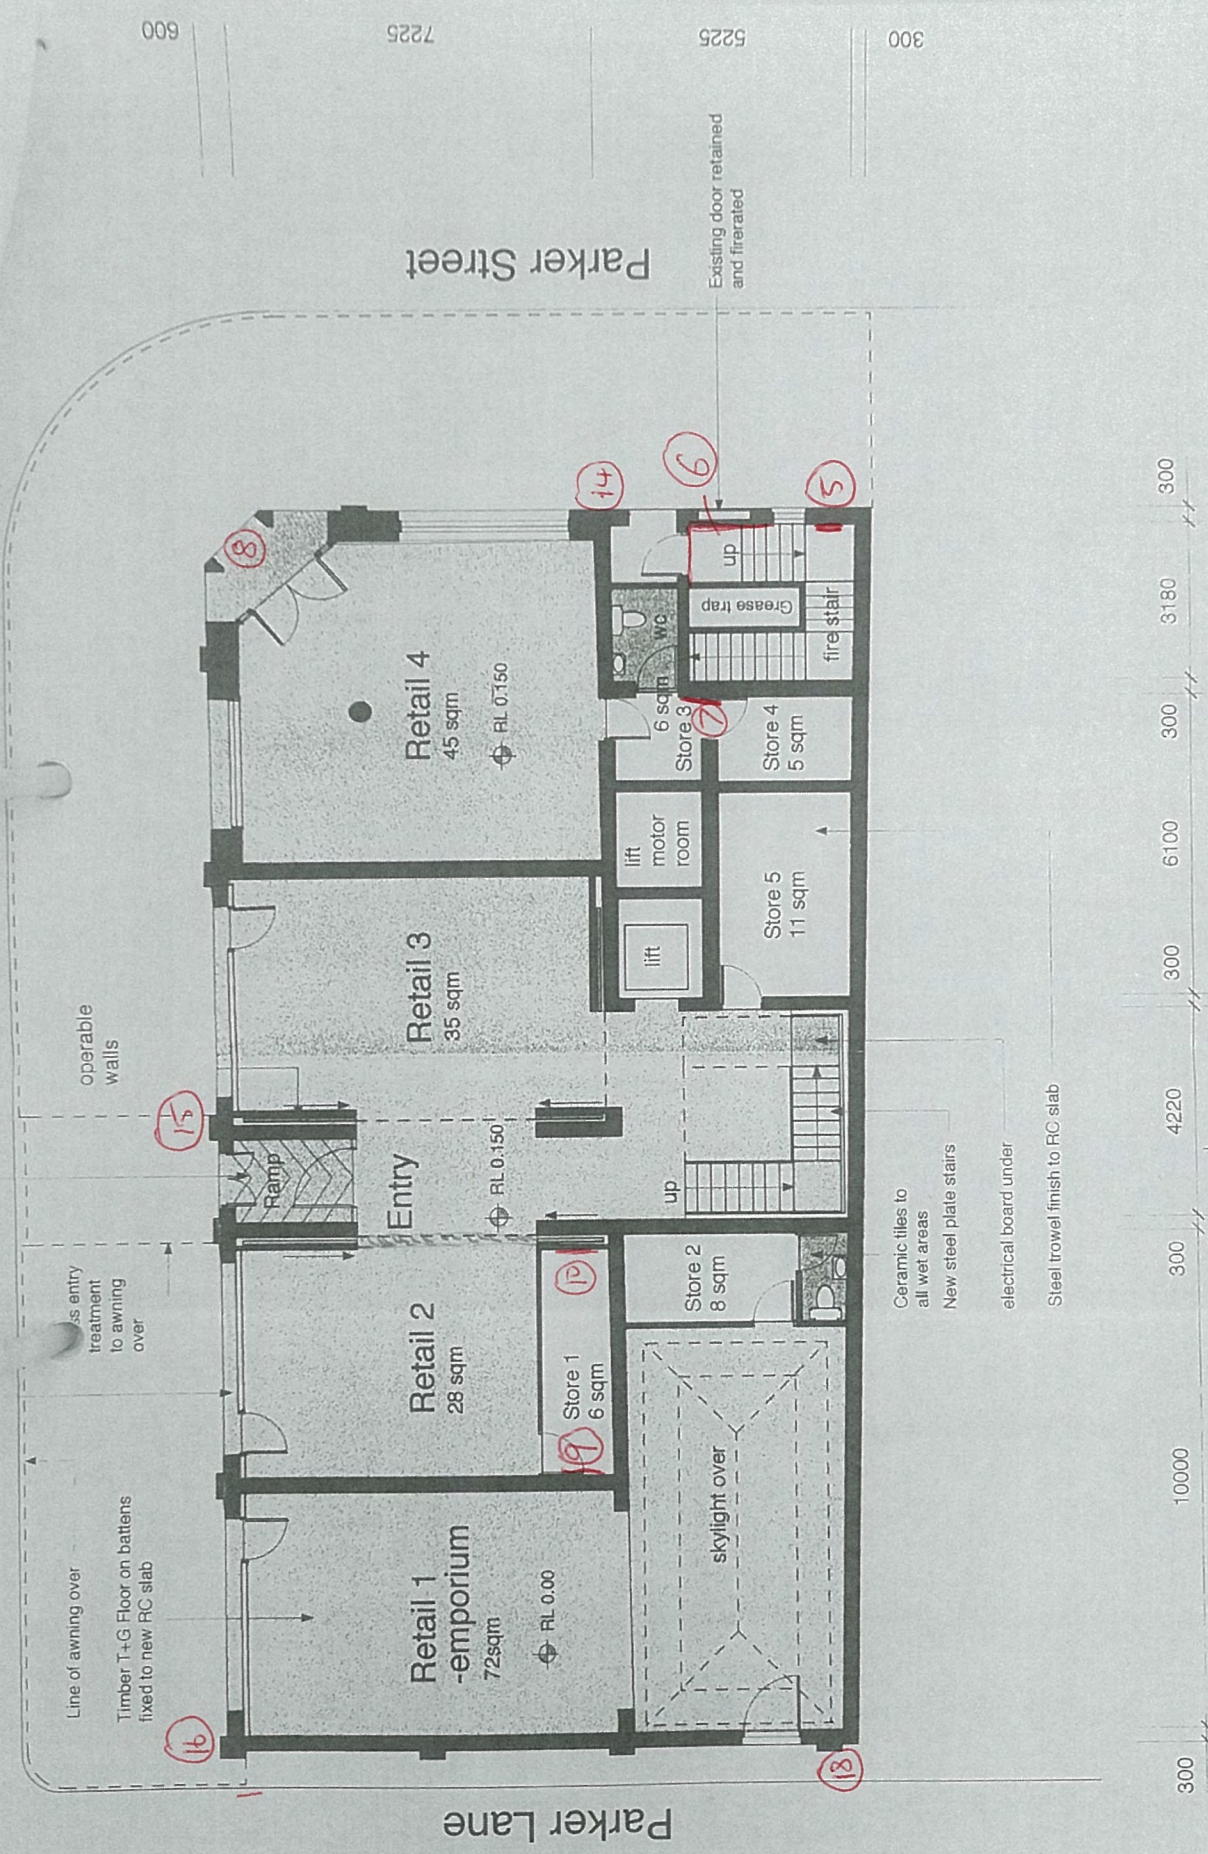 600
7225
5225
300
Parker Street
Existing door retained
and firerated
Line of awning over
Timber T+G Floor on battens
fixed to new RC slab
entry
treatment
to awning
over
operable
walls
16
15
8
14
6
5
7
10
9
18
Retail 1
-emporium
72sqm
RL 0.00
Retail 2
28 sqm
Store 1
6 sqm
Ramp
Entry
RL 0.150
Retail 3
35 sqm
Retail 4
45 sqm
RL 0.150
skylight over
Store 2
8 sqm
up
lift
lift
motor
room
Store 5
11 sqm
Store 3
6 sqm
Store 4
5 sqm
wc
Grease trap
up
fire stair
Ceramic tiles to
all wet areas
New steel plate stairs
electrical board under
Steel trowel finish to RC slab
Parker Lane
300
10000
300
4220
300
6100
300
3180
300